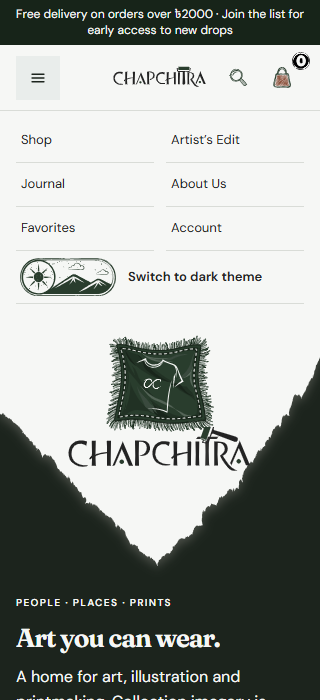 Free delivery on orders over ৳2000 · Join the list for
early access to new drops
CHAPCHITRA
0
Shop
Artist’s Edit
Journal
About Us
Favorites
Account
Switch to dark theme
CHAPCHITRA
PEOPLE · PLACES · PRINTS
Art you can wear.
A home for art, illustration and